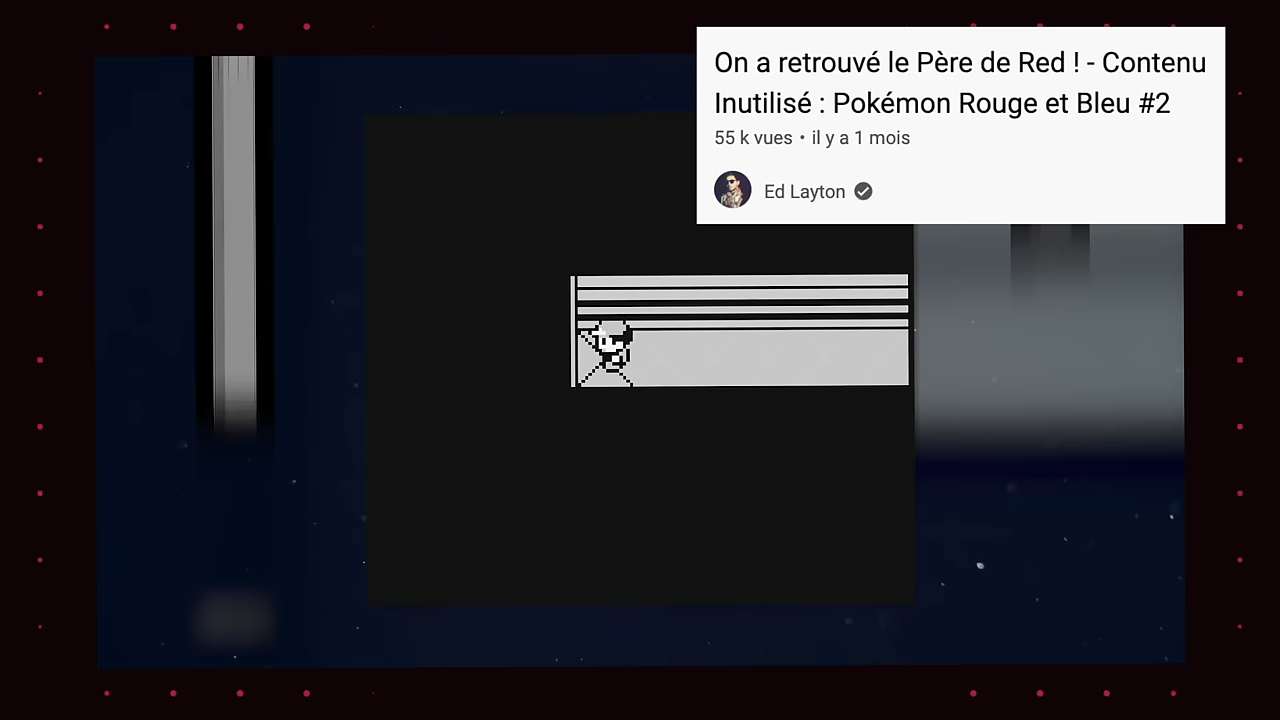 On a retrouvé le Père de Red ! - Contenu
Inutilisé : Pokémon Rouge et Bleu #2
55 k vues • il y a 1 mois
Ed Layton